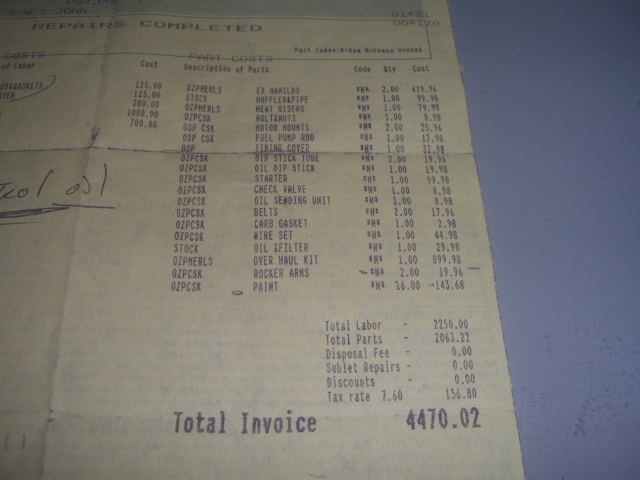 S.W : JOHN
REPAIRS COMPLETED
Part Codes:R=New R=Reman U=Used
COSTS PART COSTS
of Labor Cost Description of Parts Code Qty Cost
125.00 OZPMERLS EX MANILDS *N* 2.00 479.96
125.00 STOCK MUFFLER&PIPE *N* 1.00 99.98
300.00 OZPMERLS HEAT RISERS *N* 2.00 79.98
1000.00 OZPCSK BOLT&NUTS *N* 1.00 8.98
700.00 OSP CSK MOTOR MOUNTS *N* 2.00 25.96
OSP CSK FUEL PUMP ROD *N* 1.00 17.98
OSP TIMING COVER *N* 1.00 32.98
OZPCSK DIP STICK TUBE *N* 2.00 19.96
OZPCSK OIL DIP STICK *N* 1.00 19.98
OZPCSK STARTER *N* 1.00 99.98
OZPCSK CHECK VALVE *N* 1.00 8.98
OZPCSK OIL SENDING UNIT *N* 1.00 8.98
OZPCSK BELTS *N* 2.00 17.96
OZPCSK CARB GASKET *N* 1.00 2.98
OZPCSK WIRE SET *N* 1.00 44.98
STOCK OIL &FILTER *N* 1.00 29.98
OZPMERLS OVER HAUL KIT *N* 1.00 899.98
OZPCSK ROCKER ARMS *N* 2.00 19.96
OZPCSK PAINT *N* 16.00 143.68
Total Labor - 2250.00
Total Parts - 2063.22
Disposal Fee - 0.00
Sublet Repairs - 0.00
Discounts - 0.00
Tax rate 7.60 156.80
Total Invoice 4470.02